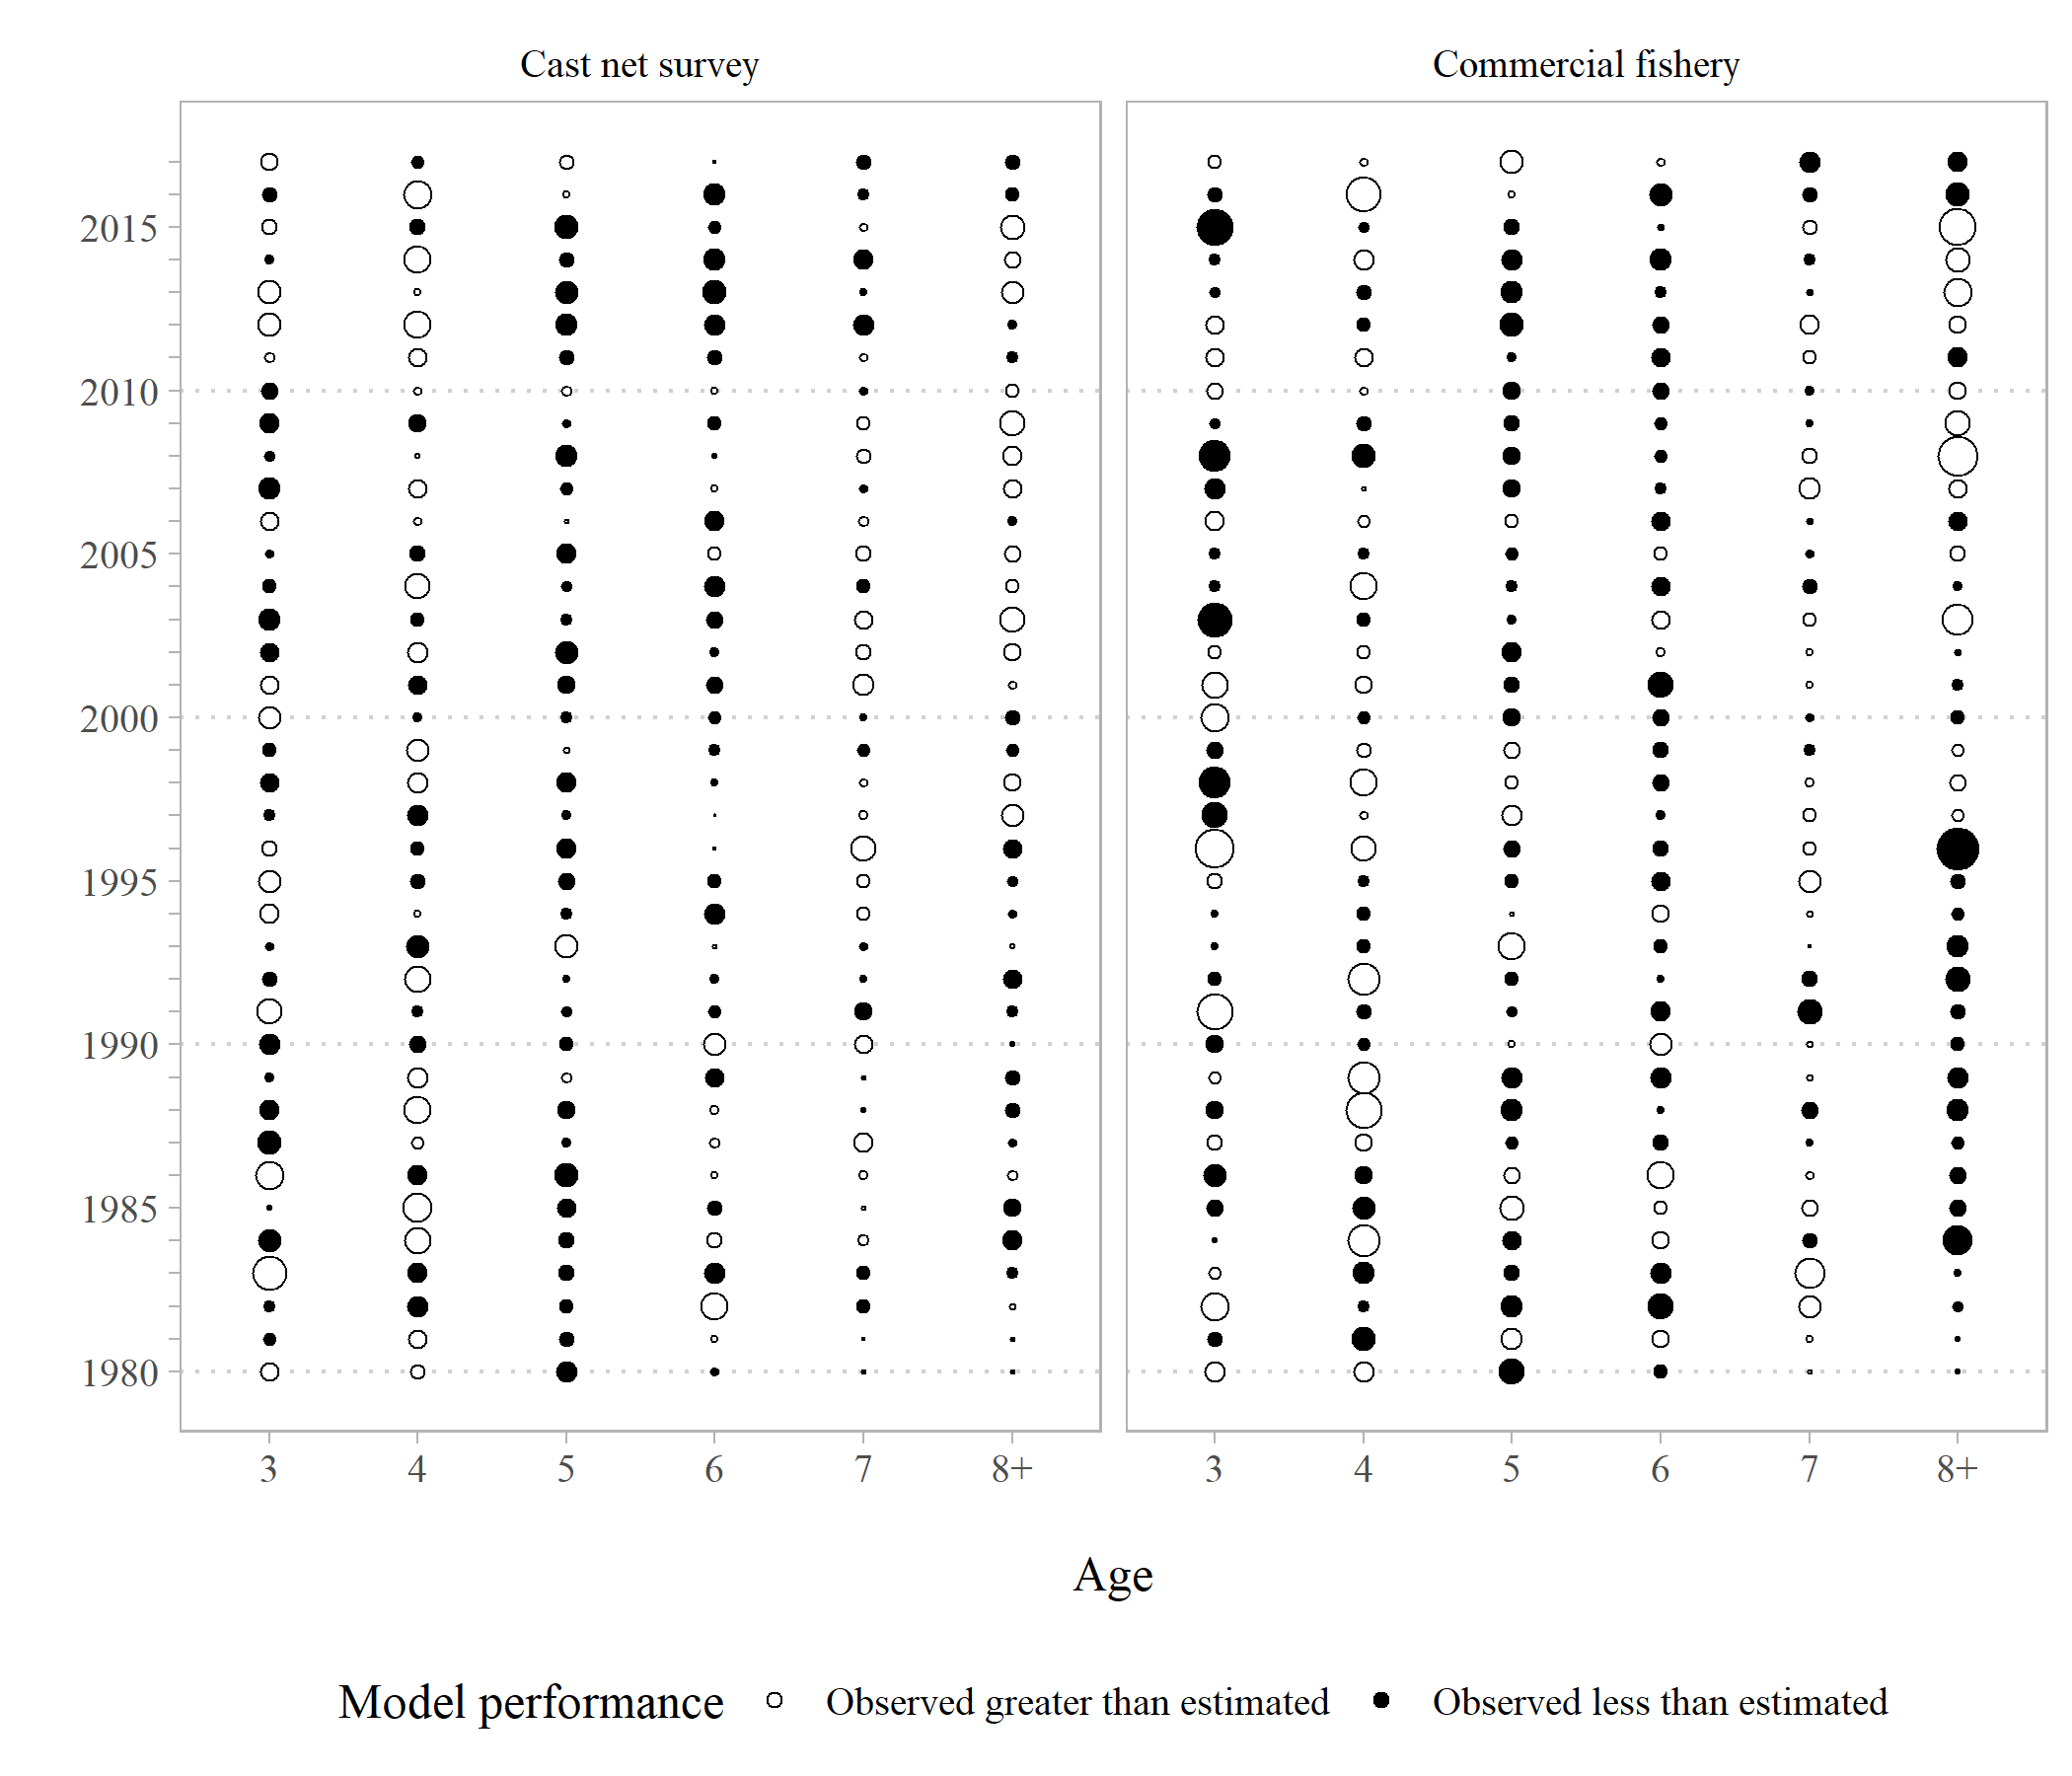 Cast net survey Commercial fishery
2015
2010
2005
2000
1995
1990
1985
1980
3 4 5 6 7 8+ 3 4 5 6 7 8+
Age
Model performance Observed greater than estimated Observed less than estimated